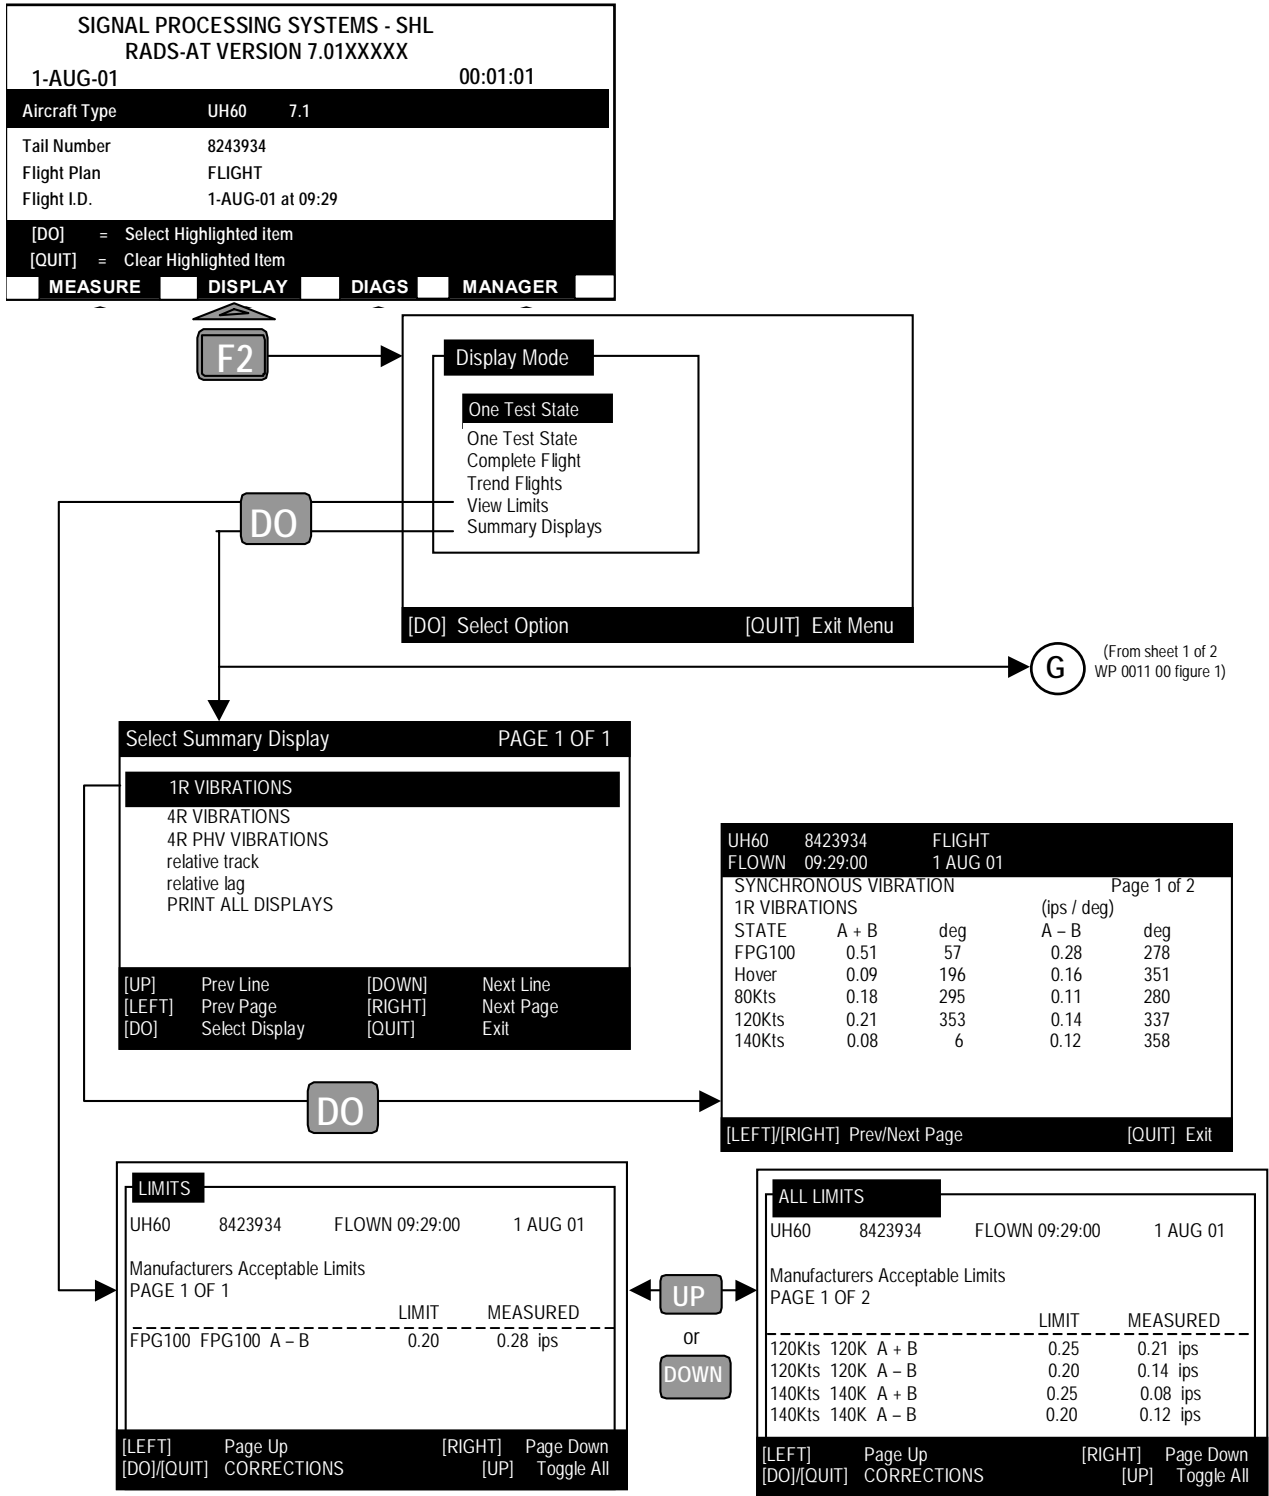 SIGNAL PROCESSING SYSTEMS - SHL
RADS-AT VERSION 7.01XXXXX
1-AUG-01 00:01:01
Aircraft Type UH60 7.1
Tail Number 8243934
Flight Plan FLIGHT
Flight I.D. 1-AUG-01 at 09:29
[DO] = Select Highlighted item
[QUIT] = Clear Highlighted Item
MEASURE DISPLAY DIAGS MANAGER
F2
Display Mode
One Test State
One Test State
Complete Flight
Trend Flights
View Limits
Summary Displays
DO
[DO] Select Option [QUIT] Exit Menu
G
(From sheet 1 of 2
WP 0011 00 figure 1)
Select Summary Display PAGE 1 OF 1
1R VIBRATIONS
4R VIBRATIONS
4R PHV VIBRATIONS
relative track
relative lag
PRINT ALL DISPLAYS
[UP] Prev Line [DOWN] Next Line
[LEFT] Prev Page [RIGHT] Next Page
[DO] Select Display [QUIT] Exit
DO
UH60 8423934 FLIGHT
FLOWN 09:29:00 1 AUG 01
SYNCHRONOUS VIBRATION Page 1 of 2
1R VIBRATIONS (ips / deg)
STATE A + B deg A – B deg
FPG100 0.51 57 0.28 278
Hover 0.09 196 0.16 351
80Kts 0.18 295 0.11 280
120Kts 0.21 353 0.14 337
140Kts 0.08 6 0.12 358
[LEFT]/[RIGHT] Prev/Next Page [QUIT] Exit
LIMITS
UH60 8423934 FLOWN 09:29:00 1 AUG 01
Manufacturers Acceptable Limits
PAGE 1 OF 1
LIMIT MEASURED
FPG100 FPG100 A – B 0.20 0.28 ips
[LEFT] Page Up [RIGHT] Page Down
[DO]/[QUIT] CORRECTIONS [UP] Toggle All
UP
or
DOWN
ALL LIMITS
UH60 8423934 FLOWN 09:29:00 1 AUG 01
Manufacturers Acceptable Limits
PAGE 1 OF 2
LIMIT MEASURED
120Kts 120K A + B 0.25 0.21 ips
120Kts 120K A – B 0.20 0.14 ips
140Kts 140K A + B 0.25 0.08 ips
140Kts 140K A – B 0.20 0.12 ips
[LEFT] Page Up [RIGHT] Page Down
[DO]/[QUIT] CORRECTIONS [UP] Toggle All